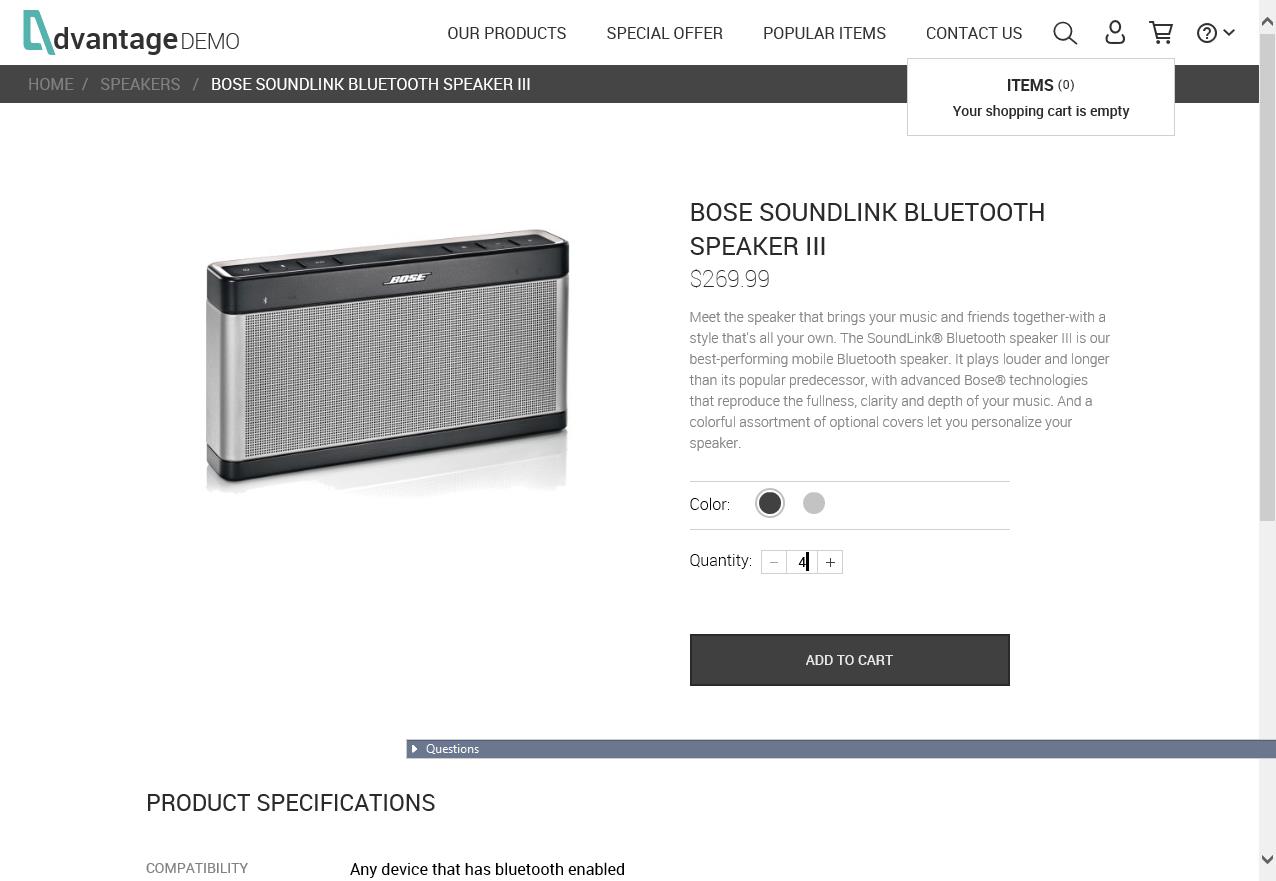 dvantage DEMO
OUR PRODUCTS
SPECIAL OFFER
POPULAR ITEMS
CONTACT US
HOME / SPEAKERS / BOSE SOUNDLINK BLUETOOTH SPEAKER III
ITEMS (0)
Your shopping cart is empty
BOSE
BOSE SOUNDLINK BLUETOOTH
SPEAKER III
$269.99
Meet the speaker that brings your music and friends together-with a
style that's all your own. The SoundLink® Bluetooth speaker III is our
best-performing mobile Bluetooth speaker. It plays louder and longer
than its popular predecessor, with advanced Bose® technologies
that reproduce the fullness, clarity and depth of your music. And a
colorful assortment of optional covers let you personalize your
speaker.
Color:
Quantity: − 4 +
ADD TO CART
Questions
PRODUCT SPECIFICATIONS
COMPATIBILITY Any device that has bluetooth enabled